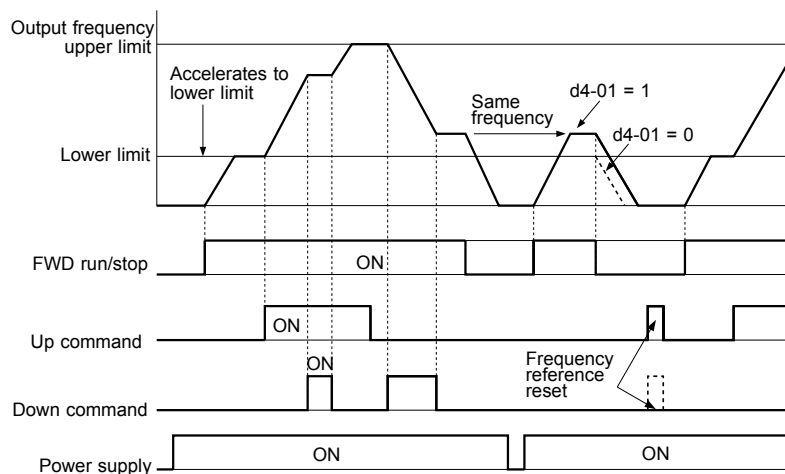 Output frequency
upper limit
Accelerates to
lower limit
Same
frequency
d4-01 = 1
d4-01 = 0
Lower limit
FWD run/stop
ON
Up command
ON
ON
Frequency
reference
reset
Down command
Power supply
ON
ON